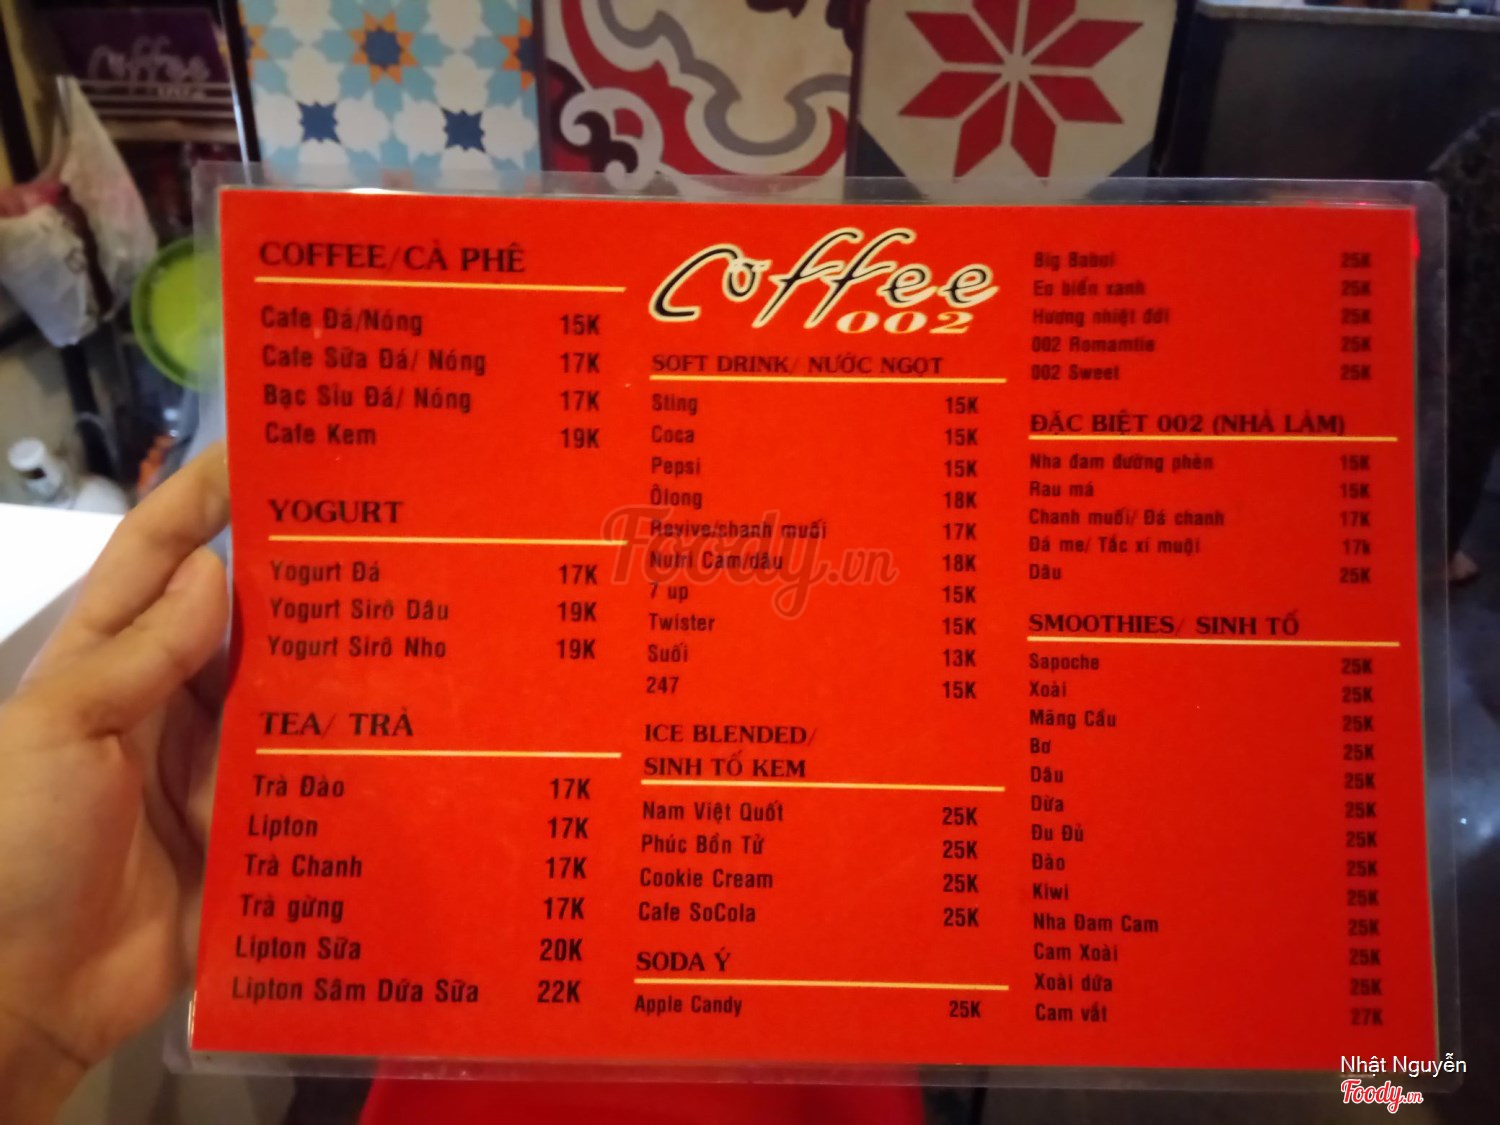 COFFEE/CÀ PHÊ
Cafe Đá/Nóng 15K
Cafe Sữa Đá/ Nóng 17K
Bạc Sỉu Đá/ Nóng 17K
Cafe Kem 19K
YOGURT
Yogurt Đá 17K
Yogurt Sirô Dâu 19K
Yogurt Sirô Nho 19K
TEA/ TRÀ
Trà Đào 17K
Lipton 17K
Trà Chanh 17K
Trà gừng 17K
Lipton Sữa 20K
Lipton Sâm Dứa Sữa 22K
Coffee
002
SOFT DRINK/ NƯỚC NGỌT
Sting 15K
Coca 15K
Pepsi 15K
Ôlong 18K
Revive/chanh muối 17K
Nutri Cam/dâu 18K
7 up 15K
Twister 15K
Suối 13K
247 15K
ICE BLENDED/
SINH TỐ KEM
Nam Việt Quốt 25K
Phúc Bồn Tử 25K
Cookie Cream 25K
Cafe SoCola 25K
SODA Ý
Apple Candy 25K
Big Babol 25K
Eo biển xanh 25K
Hương nhiệt đới 25K
002 Romamtie 25K
002 Sweet 25K
ĐẶC BIỆT 002 (NHÀ LÀM)
Nha đam đường phèn 15K
Rau má 15K
Chanh muối/ Đá chanh 17K
Đá me/ Tắc xí muội 17k
Dâu 25K
SMOOTHIES/ SINH TỐ
Sapoche 25K
Xoài 25K
Mãng Cầu 25K
Bơ 25K
Dâu 25K
Dừa 25K
Đu Đủ 25K
Đào 25K
Kiwi 25K
Nha Đam Cam 25K
Cam Xoài 25K
Xoài dứa 25K
Cam vắt 27K
Foody.vn
Nhật Nguyễn
Foody.vn
Coffee
002